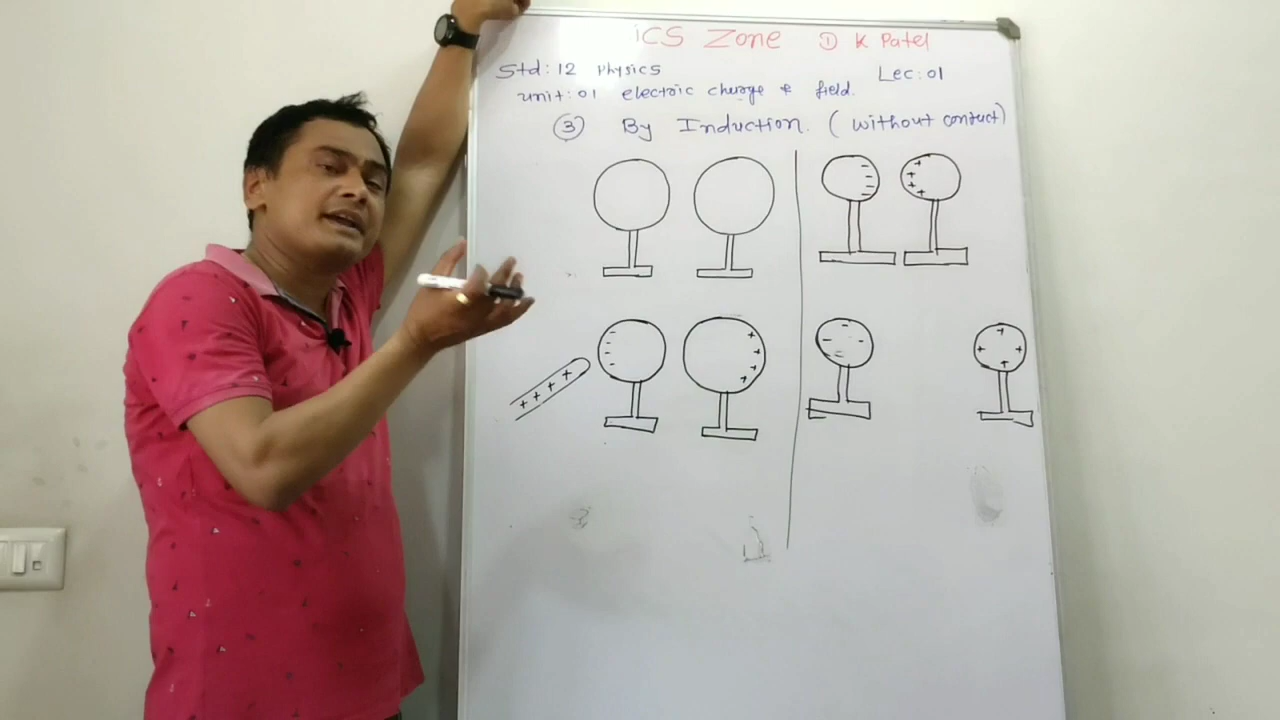 iCS Zone ① K Patel
Std: 12 Physics Lec: 01
unit: 01 electric charge & field.
③ By Induction. (without contact)
- - - -
+ + + +
+ + + +
- - - -
+ + + +
- - - - -
+ + + +